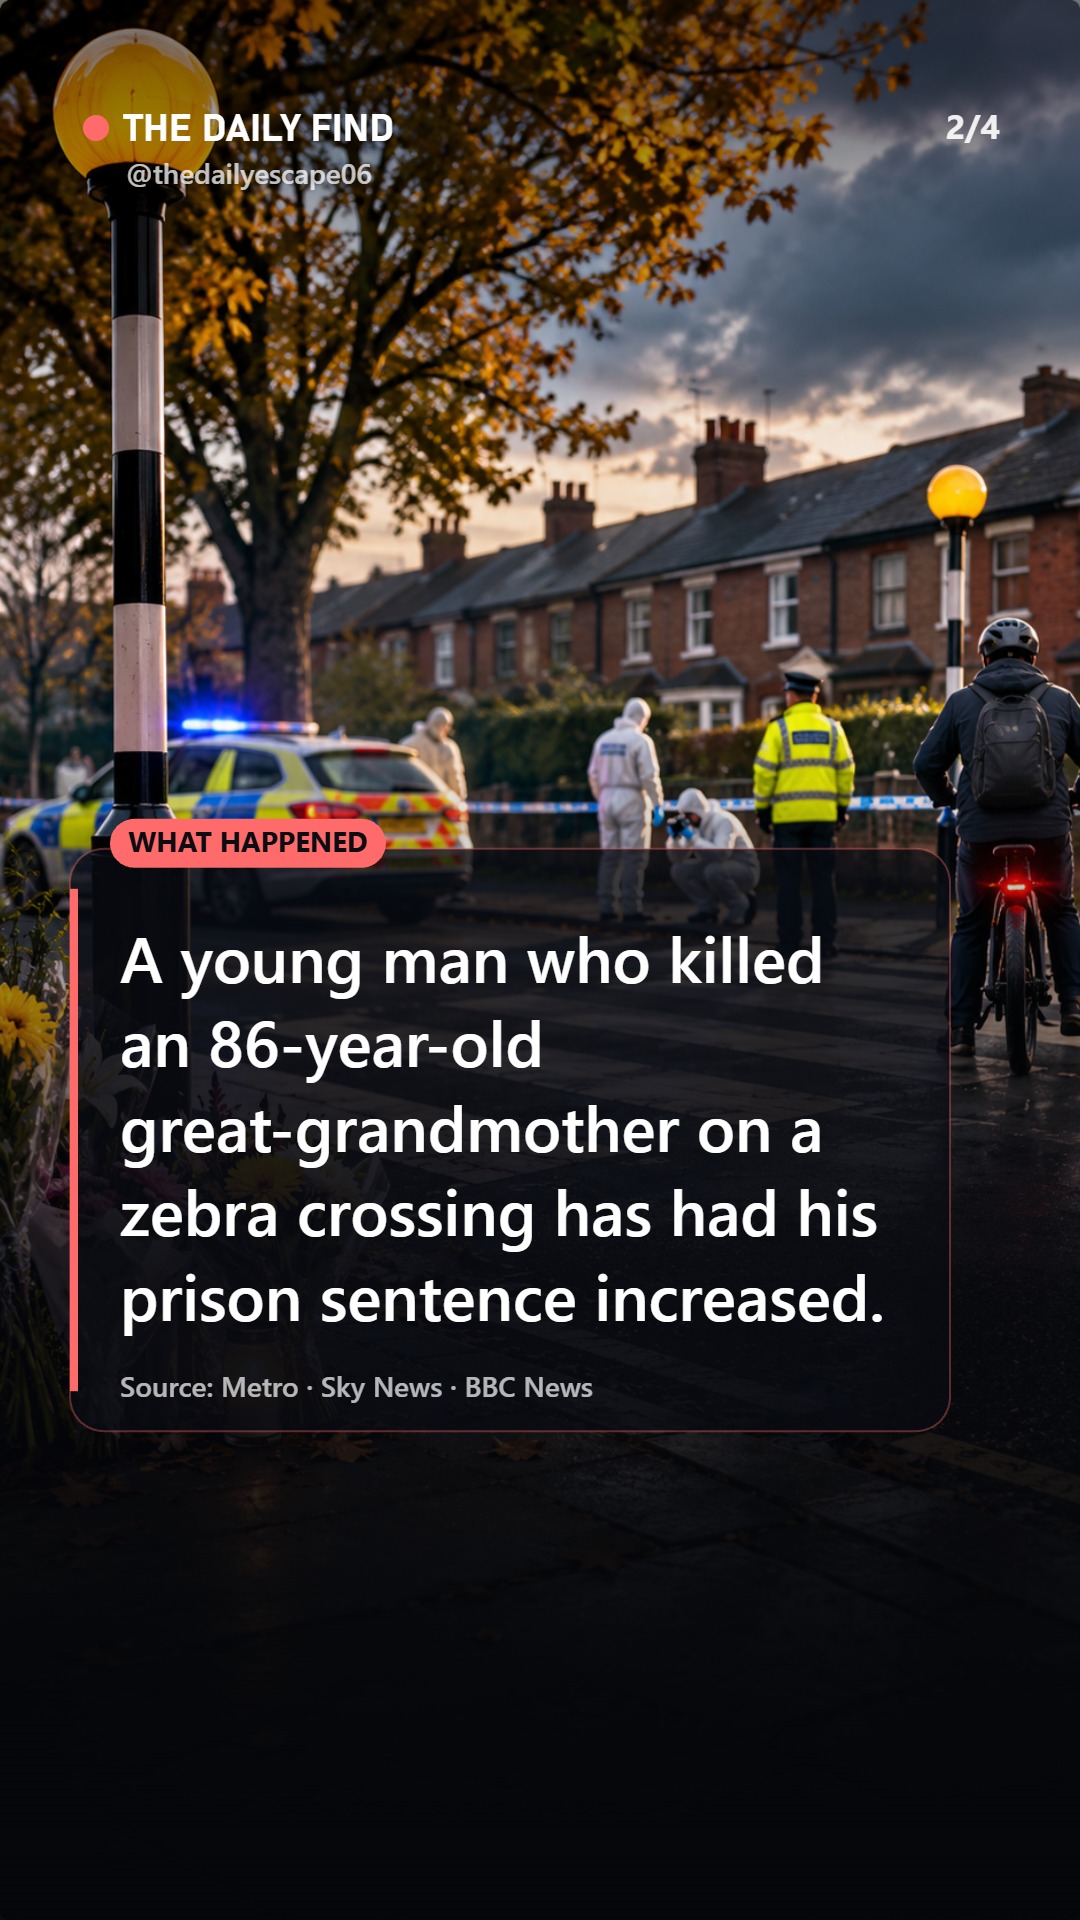 THE DAILY FIND
2/4
@thedailyescape06
WHAT HAPPENED
A young man who killed
an 86-year-old
great-grandmother on a
zebra crossing has had his
prison sentence increased.
Source: Metro · Sky News · BBC News